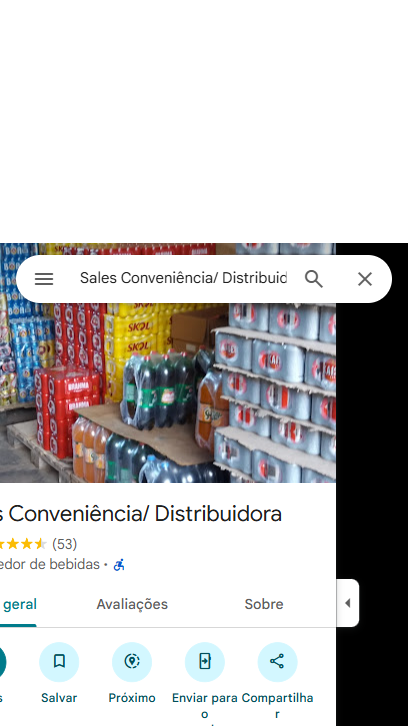 Sales Conveniência/ Distribuid
SKOL
SKOL
BRAHMA
s Conveniência/ Distribuidora
(53)
edor de bebidas ·
geral
Avaliações
Sobre
s
Salvar
Próximo
Enviar para o
Compartilhar